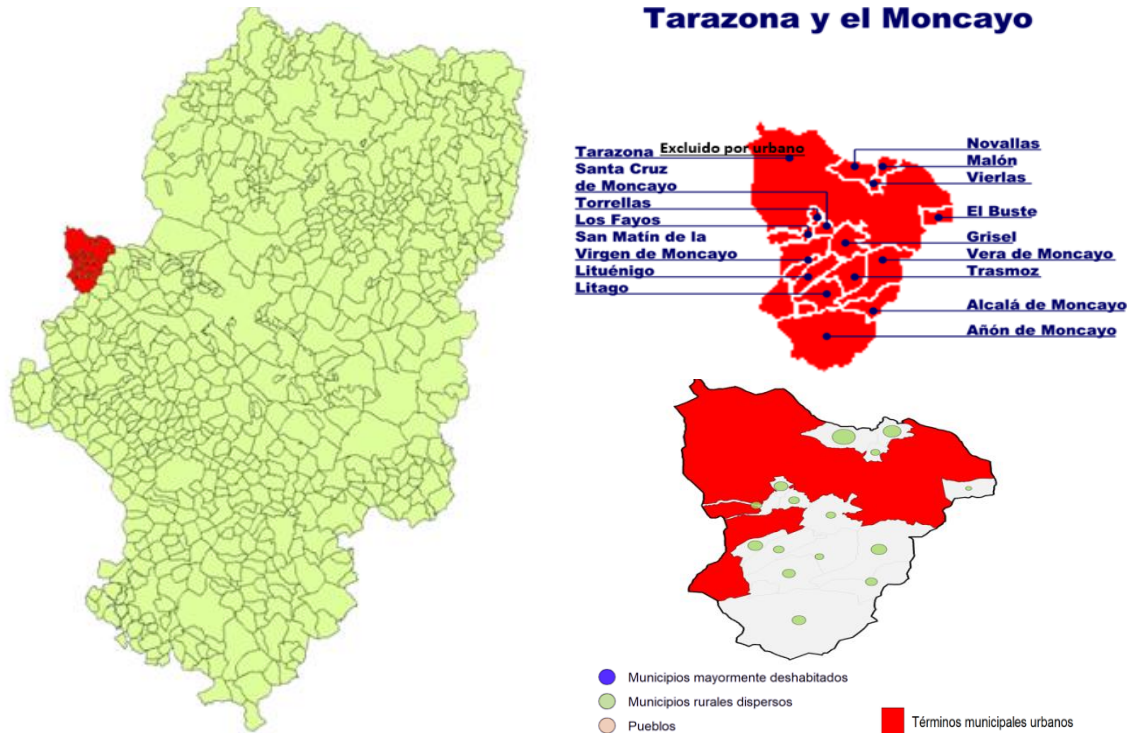 Tarazona y el Moncayo
Tarazona Excluido por urbano
Santa Cruz
de Moncayo
Torrellas
Los Fayos
San Matín de la
Virgen de Moncayo
Lituénigo
Litago
Novallas
Malón
Vierlas
El Buste
Grisel
Vera de Moncayo
Trasmoz
Alcalá de Moncayo
Añón de Moncayo
Municipios mayormente deshabitados
Municipios rurales dispersos
Pueblos
Términos municipales urbanos